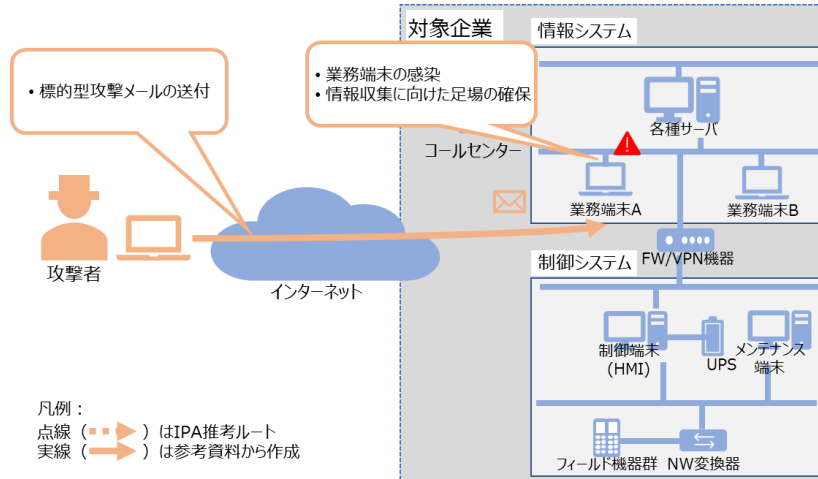 対象企業
情報システム
・標的型攻撃メールの送付
・業務端末の感染
・情報収集に向けた足場の確保
各種サーバ
コールセンター
業務端末A
業務端末B
攻撃者
インターネット
FW/VPN機器
制御システム
制御端末
(HMI)
UPS
メンテナンス
端末
フィールド機器群
NW変換器
凡例：
点線（ ）はIPA推考ルート
実線（ ）は参考資料から作成